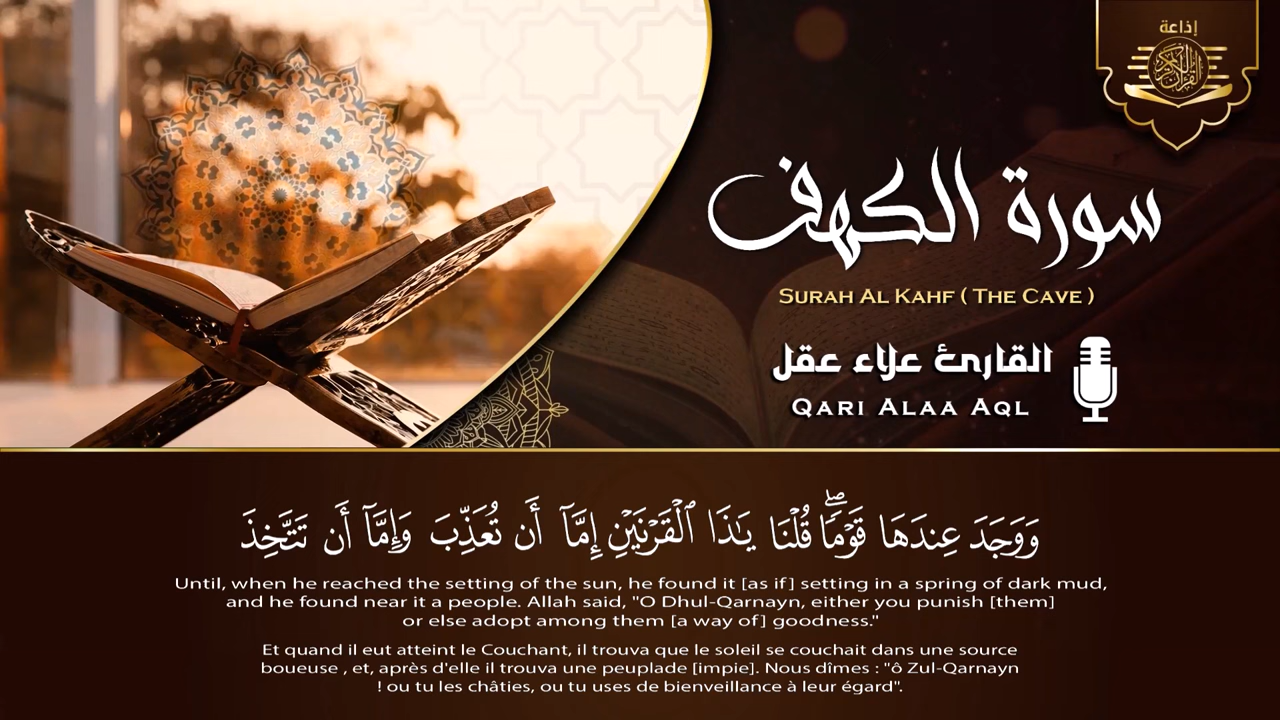 إذاعة
القرآن الكريم
سورة الكهف
SURAH AL KAHF ( THE CAVE )
القارئ علاء عقل
QARI ALAA AQL
وَوَجَدَ عِندَهَا قَوْمًا ۖ قُلْنَا يَـٰذَا ٱلْقَرْنَيْنِ إِمَّآ أَن تُعَذِّبَ وَإِمَّآ أَن تَتَّخِذَ
Until, when he reached the setting of the sun, he found it [as if] setting in a spring of dark mud,
and he found near it a people. Allah said, "O Dhul-Qarnayn, either you punish [them]
or else adopt among them [a way of] goodness."
Et quand il eut atteint le Couchant, il trouva que le soleil se couchait dans une source
boueuse , et, après d'elle il trouva une peuplade [impie]. Nous dîmes : "ô Zul-Qarnayn
! ou tu les châties, ou tu uses de bienveillance à leur égard".